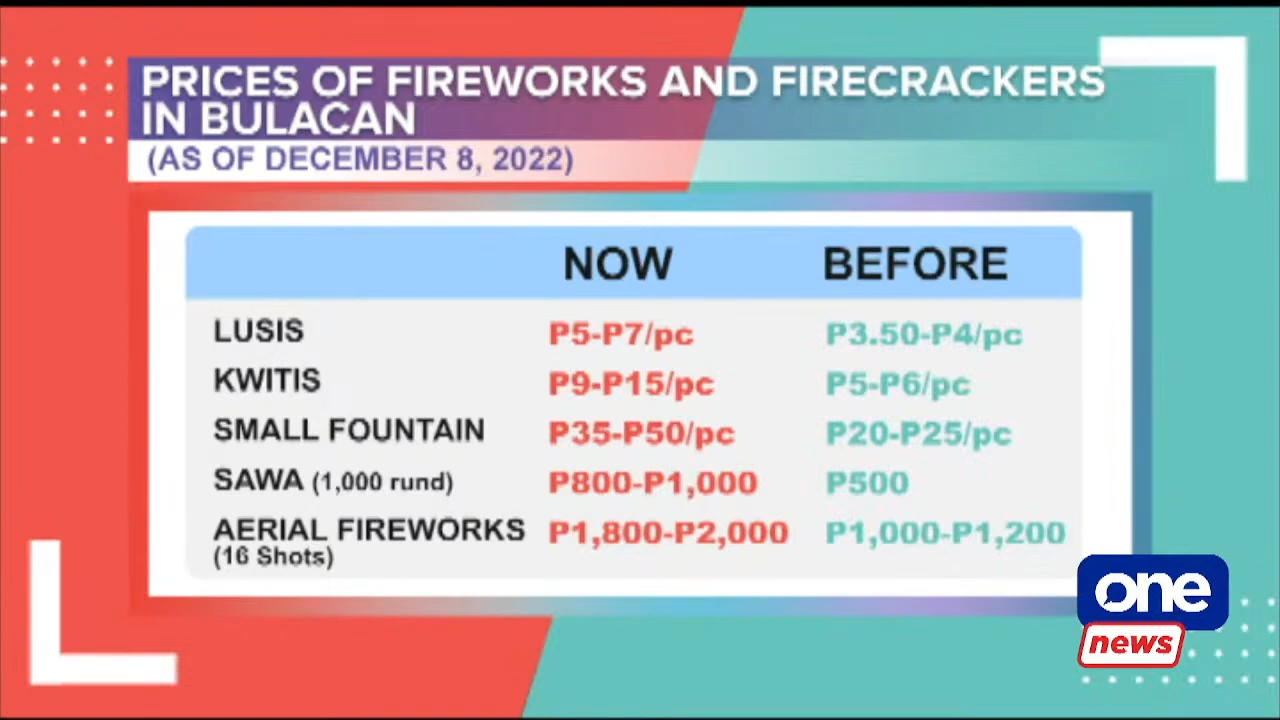 PRICES OF FIREWORKS AND FIRECRACKERS
IN BULACAN
(AS OF DECEMBER 8, 2022)
NOW BEFORE
LUSIS P5-P7/pc P3.50-P4/pc
KWITIS P9-P15/pc P5-P6/pc
SMALL FOUNTAIN P35-P50/pc P20-P25/pc
SAWA (1,000 rund) P800-P1,000 P500
AERIAL FIREWORKS P1,800-P2,000 P1,000-P1,200
(16 Shots)
one
news